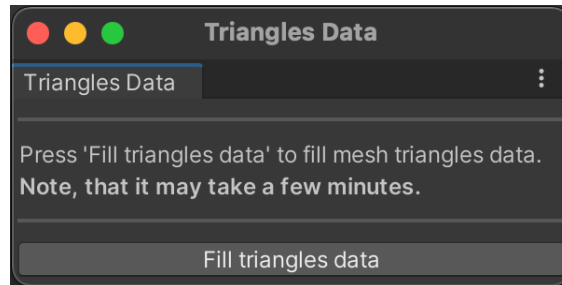 Triangles Data
Triangles Data
Press 'Fill triangles data' to fill mesh triangles data.
Note, that it may take a few minutes.
Fill triangles data